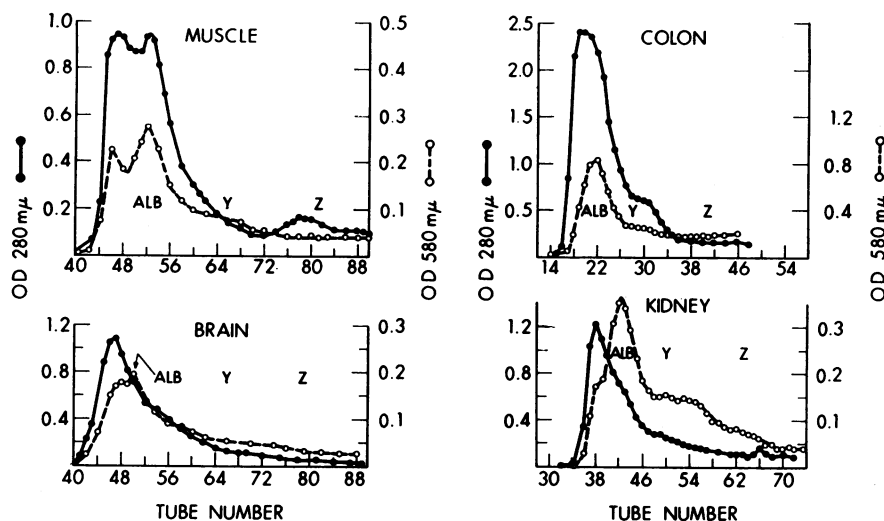 MUSCLE
1.0
0.8
0.6
0.4
0.2
0.5
0.4
0.3
0.2
0.1
ALB Y Z
40 48 56 64 72 80 88
OD 280 mμ
OD 580 mμ
COLON
2.5
2.0
1.5
1.0
0.5
1.2
0.8
0.4
ALB Y Z
14 22 30 38 46 54
OD 280 mμ
OD 580 mμ
BRAIN
1.2
0.8
0.4
0.3
0.2
0.1
ALB Y Z
40 48 56 64 72 80 88
TUBE NUMBER
KIDNEY
1.2
0.8
0.4
0.3
0.2
0.1
ALB Y Z
30 38 46 54 62 70
TUBE NUMBER